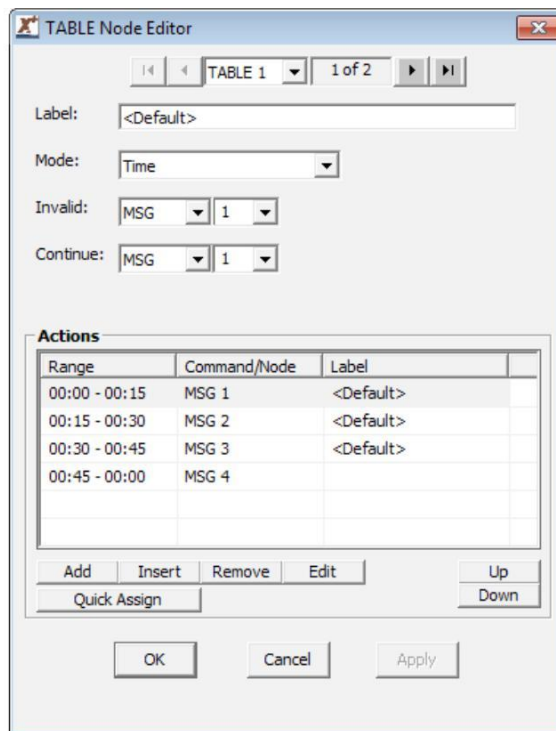 TABLE Node Editor
TABLE 1 1 of 2
Label: <Default>
Mode: Time
Invalid: MSG 1
Continue: MSG 1
Actions
Range Command/Node Label
00:00 - 00:15 MSG 1 <Default>
00:15 - 00:30 MSG 2 <Default>
00:30 - 00:45 MSG 3 <Default>
00:45 - 00:00 MSG 4
Add Insert Remove Edit Up
Quick Assign Down
OK Cancel Apply